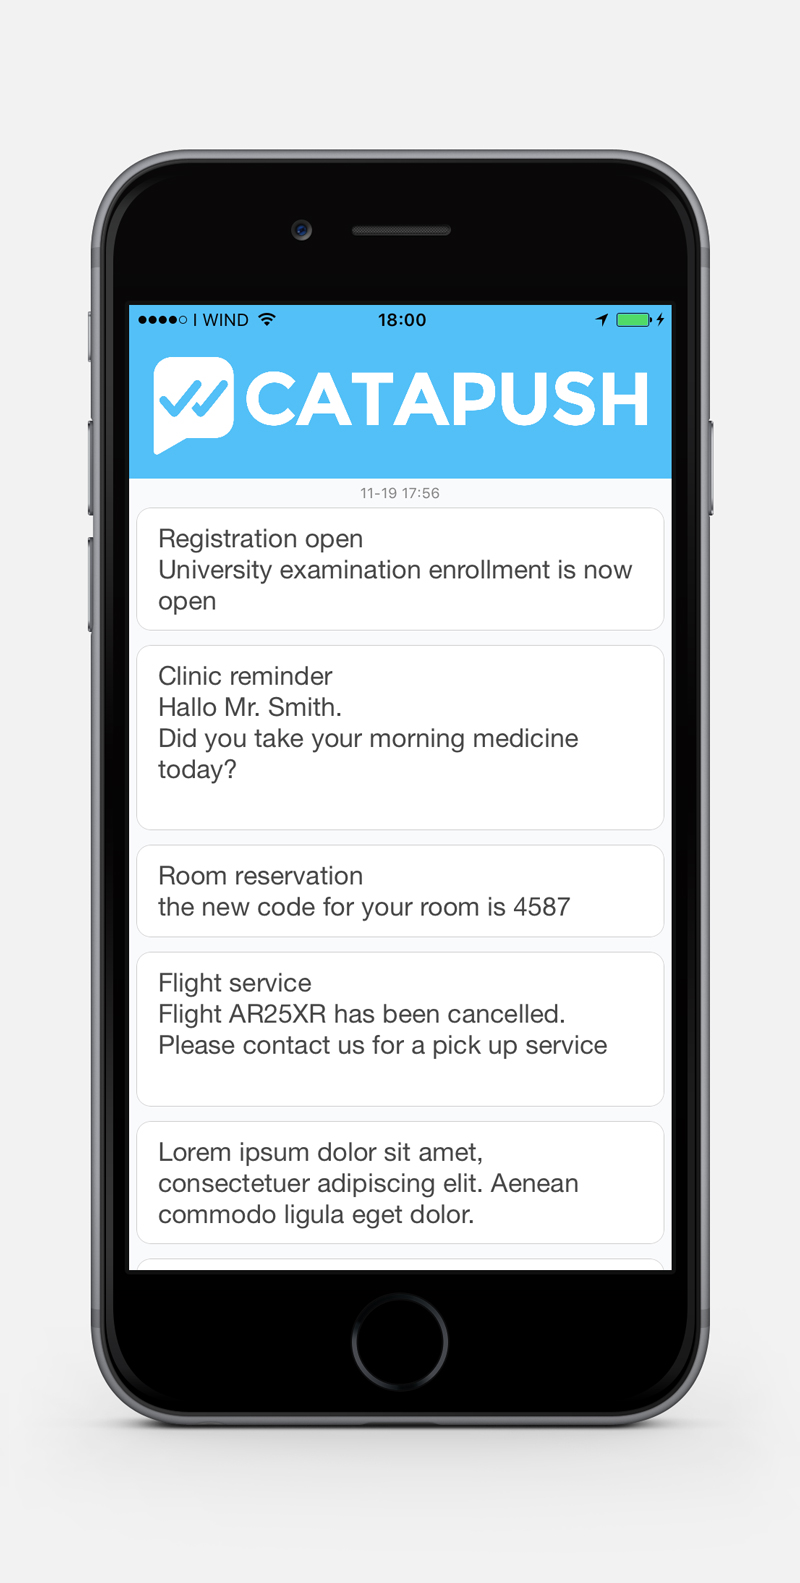 I WIND
18:00
CATAPUSH
11-19 17:56
Registration open
University examination enrollment is now
open
Clinic reminder
Hallo Mr. Smith.
Did you take your morning medicine
today?
Room reservation
the new code for your room is 4587
Flight service
Flight AR25XR has been cancelled.
Please contact us for a pick up service
Lorem ipsum dolor sit amet,
consectetuer adipiscing elit. Aenean
commodo ligula eget dolor.